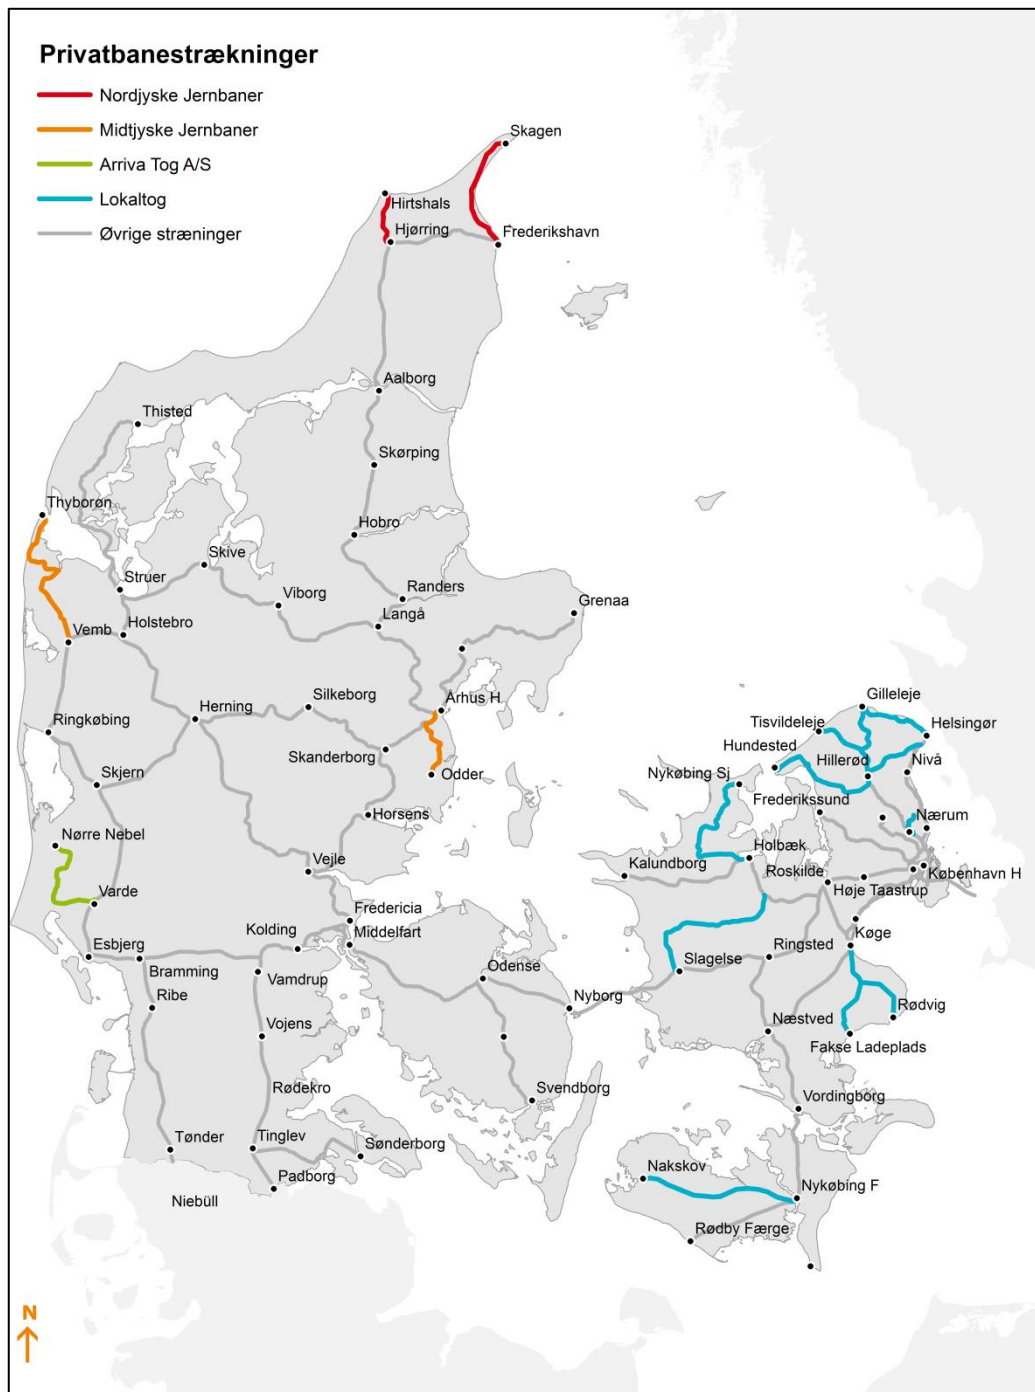 Privatbanestrækninger
Nordjyske Jernbaner
Midtjyske Jernbaner
Arriva Tog A/S
Lokaltog
Øvrige stræninger
Skagen
Hirtshals
Hjørring
Frederikshavn
Aalborg
Thisted
Skørping
Thyborøn
Hobro
Skive
Struer
Viborg
Randers
Grenaa
Langå
Holstebro
Vemb
Silkeborg
Århus H
Herning
Ringkøbing
Skanderborg
Odder
Skjern
Gilleleje
Tisvildeleje
Helsingør
Hundested
Hillerød
Nivå
Nykøbing Sj
Frederikssund
Nærum
Horsens
Nørre Nebel
Holbæk
Vejle
Kalundborg
Roskilde
København H
Høje Taastrup
Varde
Fredericia
Køge
Kolding
Middelfart
Esbjerg
Ringsted
Bramming
Slagelse
Odense
Vamdrup
Nyborg
Rødvig
Ribe
Næstved
Vojens
Fakse Ladeplads
Rødekro
Svendborg
Vordingborg
Tønder
Tinglev
Sønderborg
Nakskov
Padborg
Nykøbing F
Niebüll
Rødby Færge
N